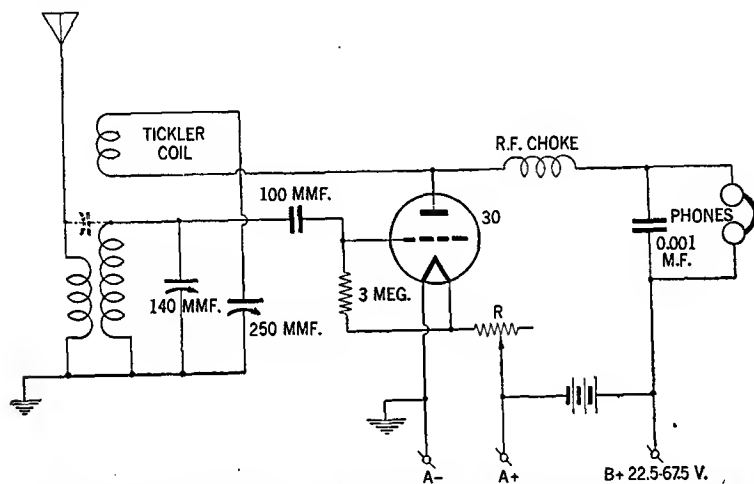 TICKLER
COIL
R.F. CHOKE
100 MMF.
30
PHONES
0.001
M.F.
3 MEG.
140 MMF.
250 MMF.
R
A-
A+
B+ 22.5-67.5 V.